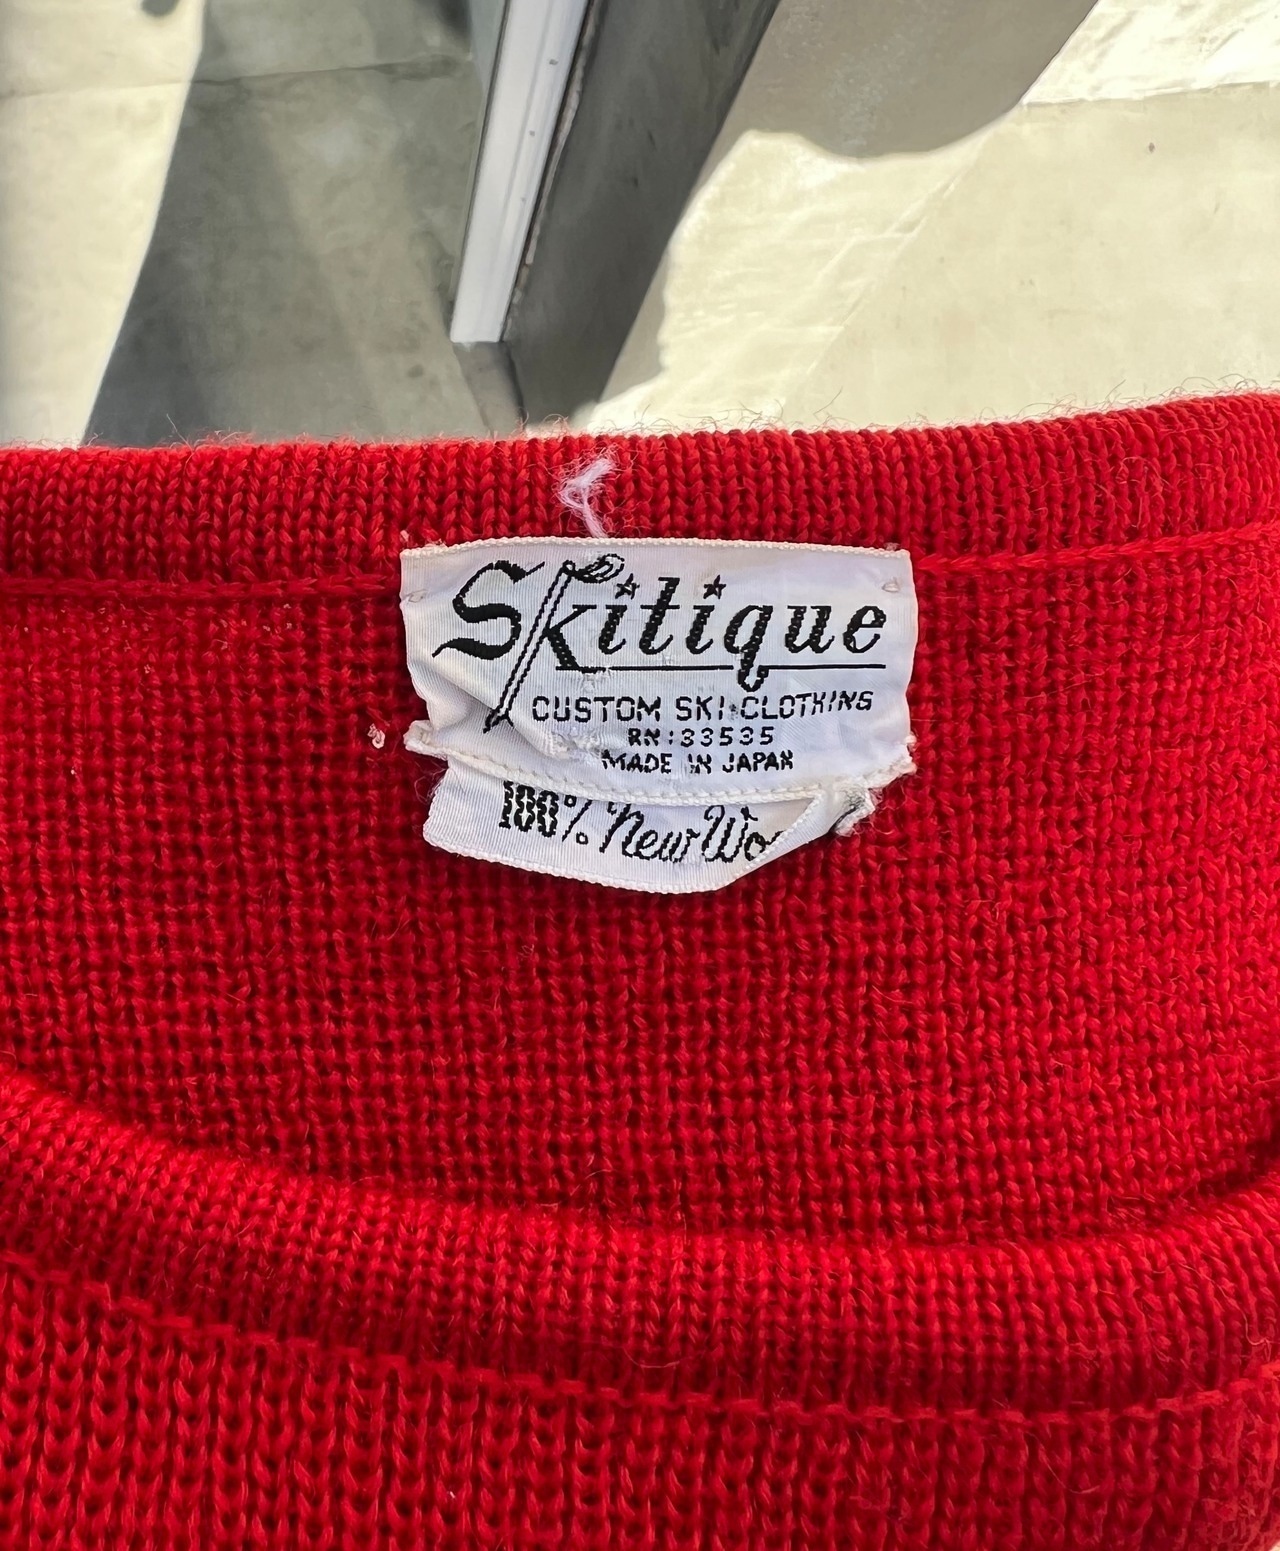 Skitique
CUSTOM SKI CLOTHING
RN:33535
MADE IN JAPAN
100% New Wo